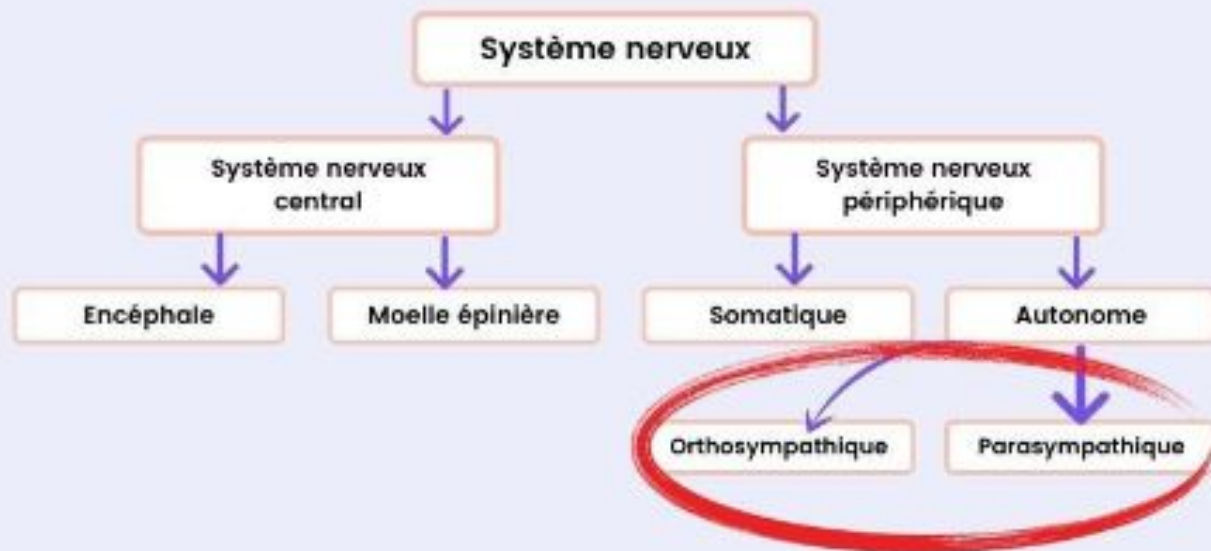 Système nerveux
Système nerveux
central
Système nerveux
périphérique
Encéphale
Moelle épinière
Somatique
Autonome
Orthosympathique
Parasympathique